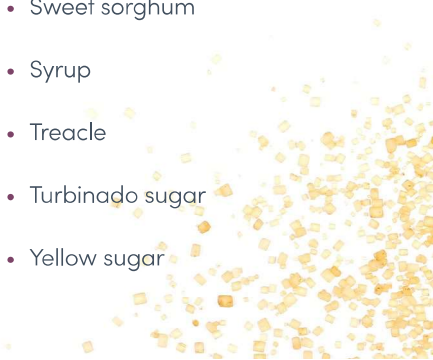 • Sweet sorghum
• Syrup
• Treacle
• Turbinado sugar
• Yellow sugar